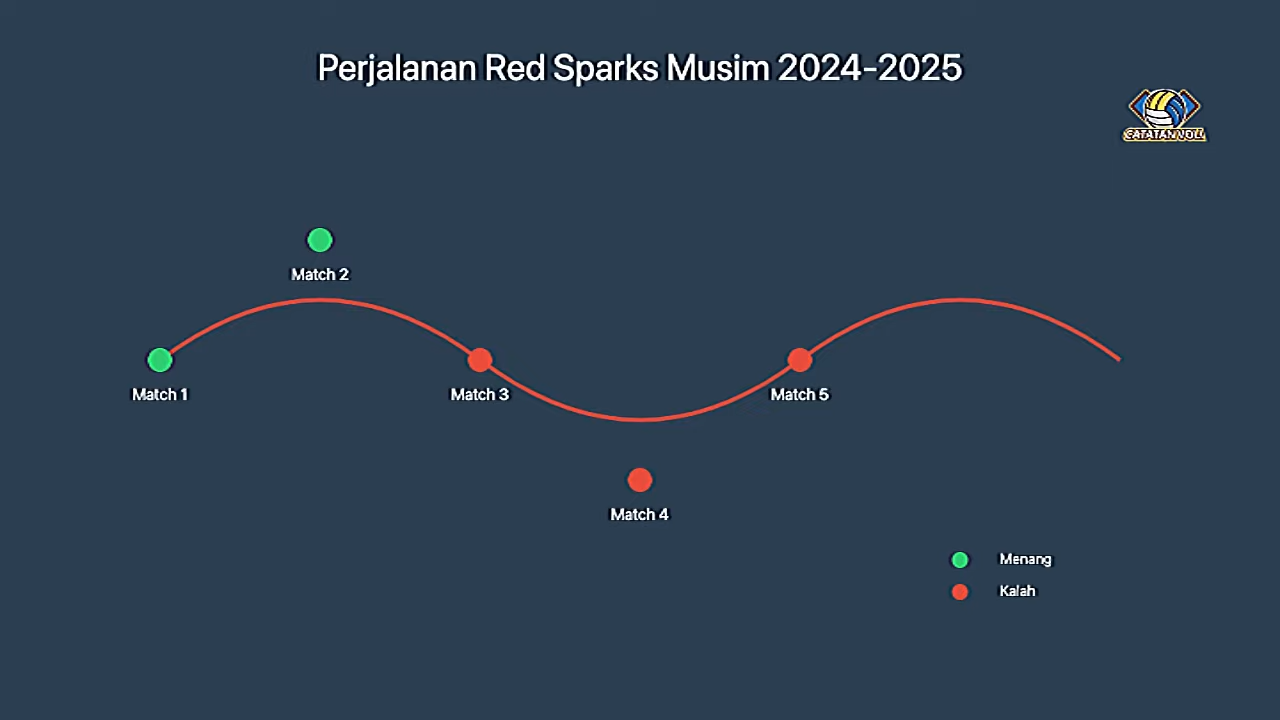 Perjalanan Red Sparks Musim 2024-2025
CATATAN VOLI
Match 2
Match 1
Match 3
Match 5
Match 4
Menang
Kalah